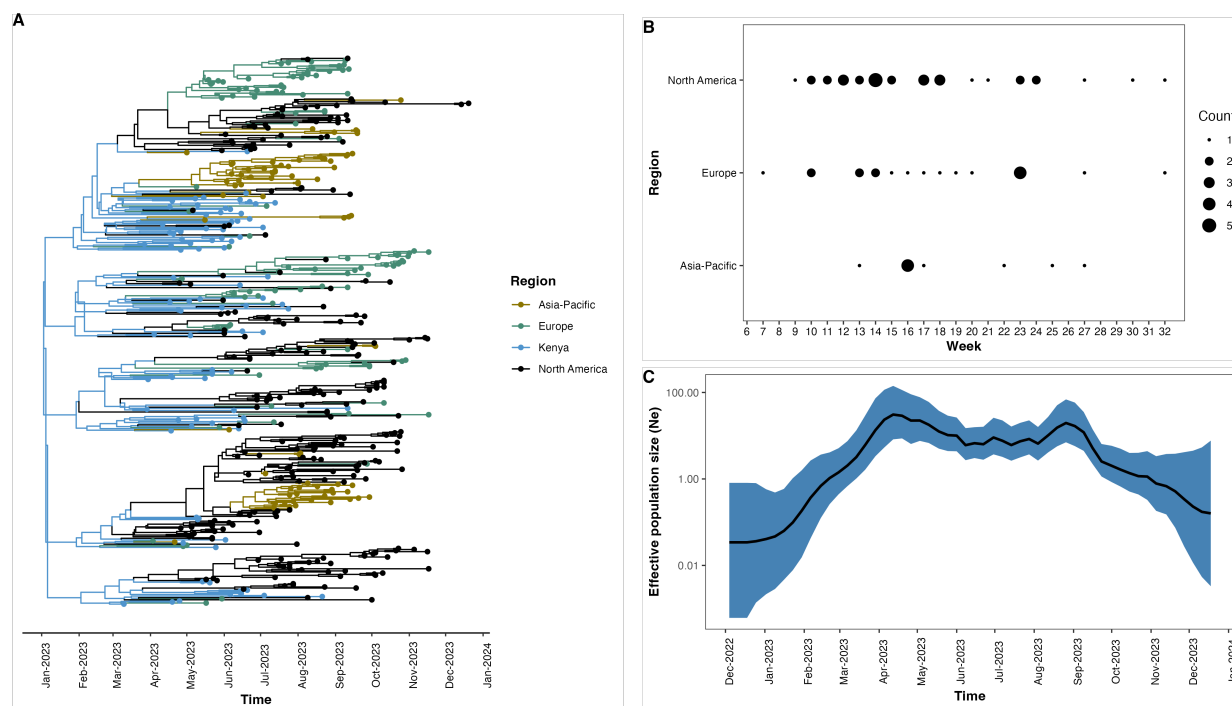 A
Region
Asia-Pacific
Europe
Kenya
North America
Jan-2023
Feb-2023
Mar-2023
Apr-2023
May-2023
Jun-2023
Jul-2023
Aug-2023
Sep-2023
Oct-2023
Nov-2023
Dec-2023
Jan-2024
Time
B
Region
North America
Europe
Asia-Pacific
6 7 8 9 10 11 12 13 14 15 16 17 18 19 20 21 22 23 24 25 26 27 28 29 30 31 32
Week
Coun
1
2
3
4
5
C
Effective population size (Ne)
100.00
1.00
0.01
Dec-2022
Jan-2023
Feb-2023
Mar-2023
Apr-2023
May-2023
Jun-2023
Jul-2023
Aug-2023
Sep-2023
Oct-2023
Nov-2023
Dec-2023
Time